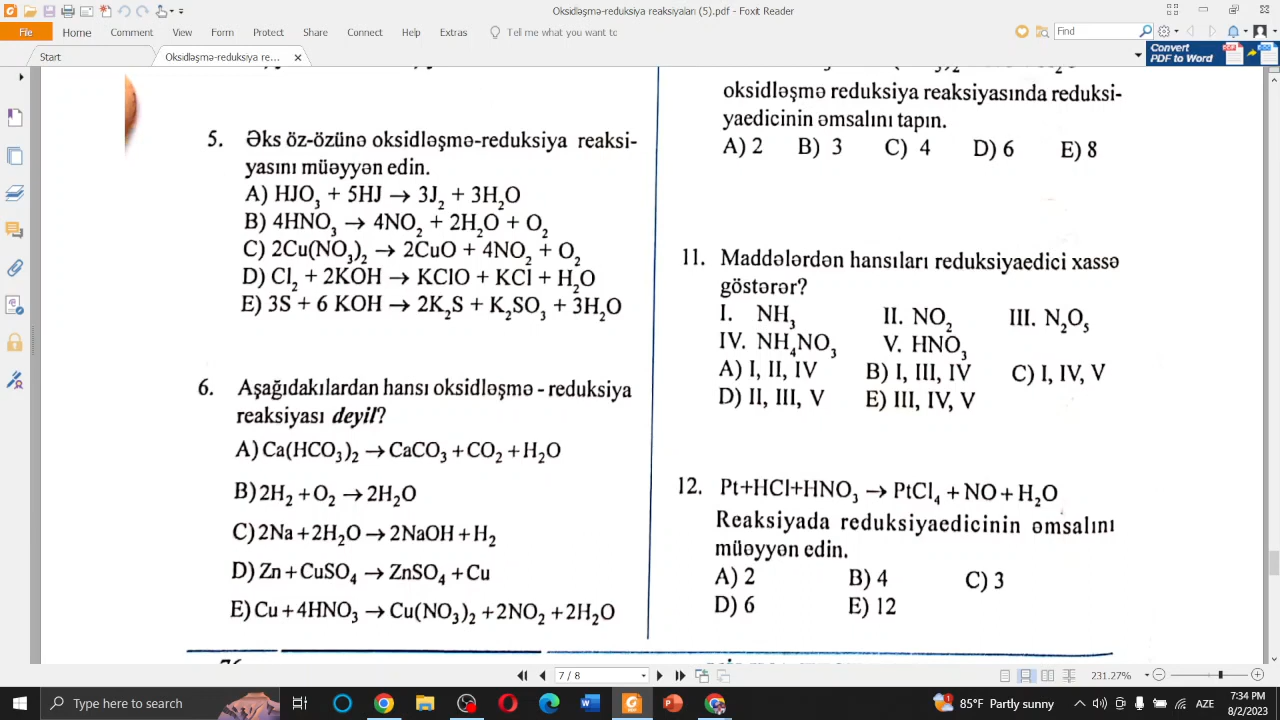 Oksidləşmə-reduksiya reaksiyaları (5).pdf - Foxit Reader
File Home Comment View Form Protect Share Connect Help Extras Tell me what you want to Find
Start Oksidləşmə-reduksiya re... Convert PDF to Word
5. Əks öz-özünə oksidləşmə-reduksiya reaksi-
yasını müəyyən edin.
A) HJO₃ + 5HJ → 3J₂ + 3H₂O
B) 4HNO₃ → 4NO₂ + 2H₂O + O₂
C) 2Cu(NO₃)₂ → 2CuO + 4NO₂ + O₂
D) Cl₂ + 2KOH → KClO + KCl + H₂O
E) 3S + 6 KOH → 2K₂S + K₂SO₃ + 3H₂O
6. Aşağıdakılardan hansı oksidləşmə - reduksiya
reaksiyası deyil?
A) Ca(HCO₃)₂ → CaCO₃ + CO₂ + H₂O
B) 2H₂ + O₂ → 2H₂O
C) 2Na + 2H₂O → 2NaOH + H₂
D) Zn + CuSO₄ → ZnSO₄ + Cu
E) Cu + 4HNO₃ → Cu(NO₃)₂ + 2NO₂ + 2H₂O
oksidləşmə reduksiya reaksiyasında reduksi-
yaedicinin əmsalını tapın.
A) 2 B) 3 C) 4 D) 6 E) 8
11. Maddələrdən hansıları reduksiyaedici xassə
göstərər?
I. NH₃ II. NO₂ III. N₂O₅
IV. NH₄NO₃ V. HNO₃
A) I, II, IV B) I, III, IV C) I, IV, V
D) II, III, V E) III, IV, V
12. Pt+HCl+HNO₃ → PtCl₄ + NO + H₂O
Reaksiyada reduksiyaedicinin əmsalını
müəyyən edin.
A) 2 B) 4 C) 3
D) 6 E) 12
7 / 8 231.27%
Type here to search 85°F Partly sunny AZE 7:34 PM
8/2/2023